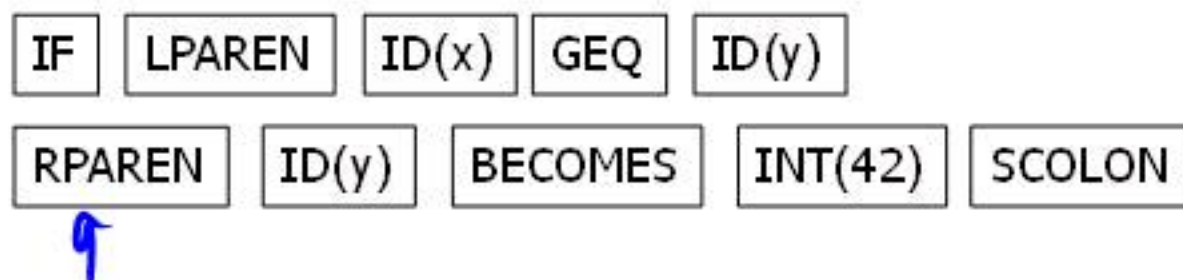 IF LPAREN ID(x) GEQ ID(y)
RPAREN ID(y) BECOMES INT(42) SCOLON